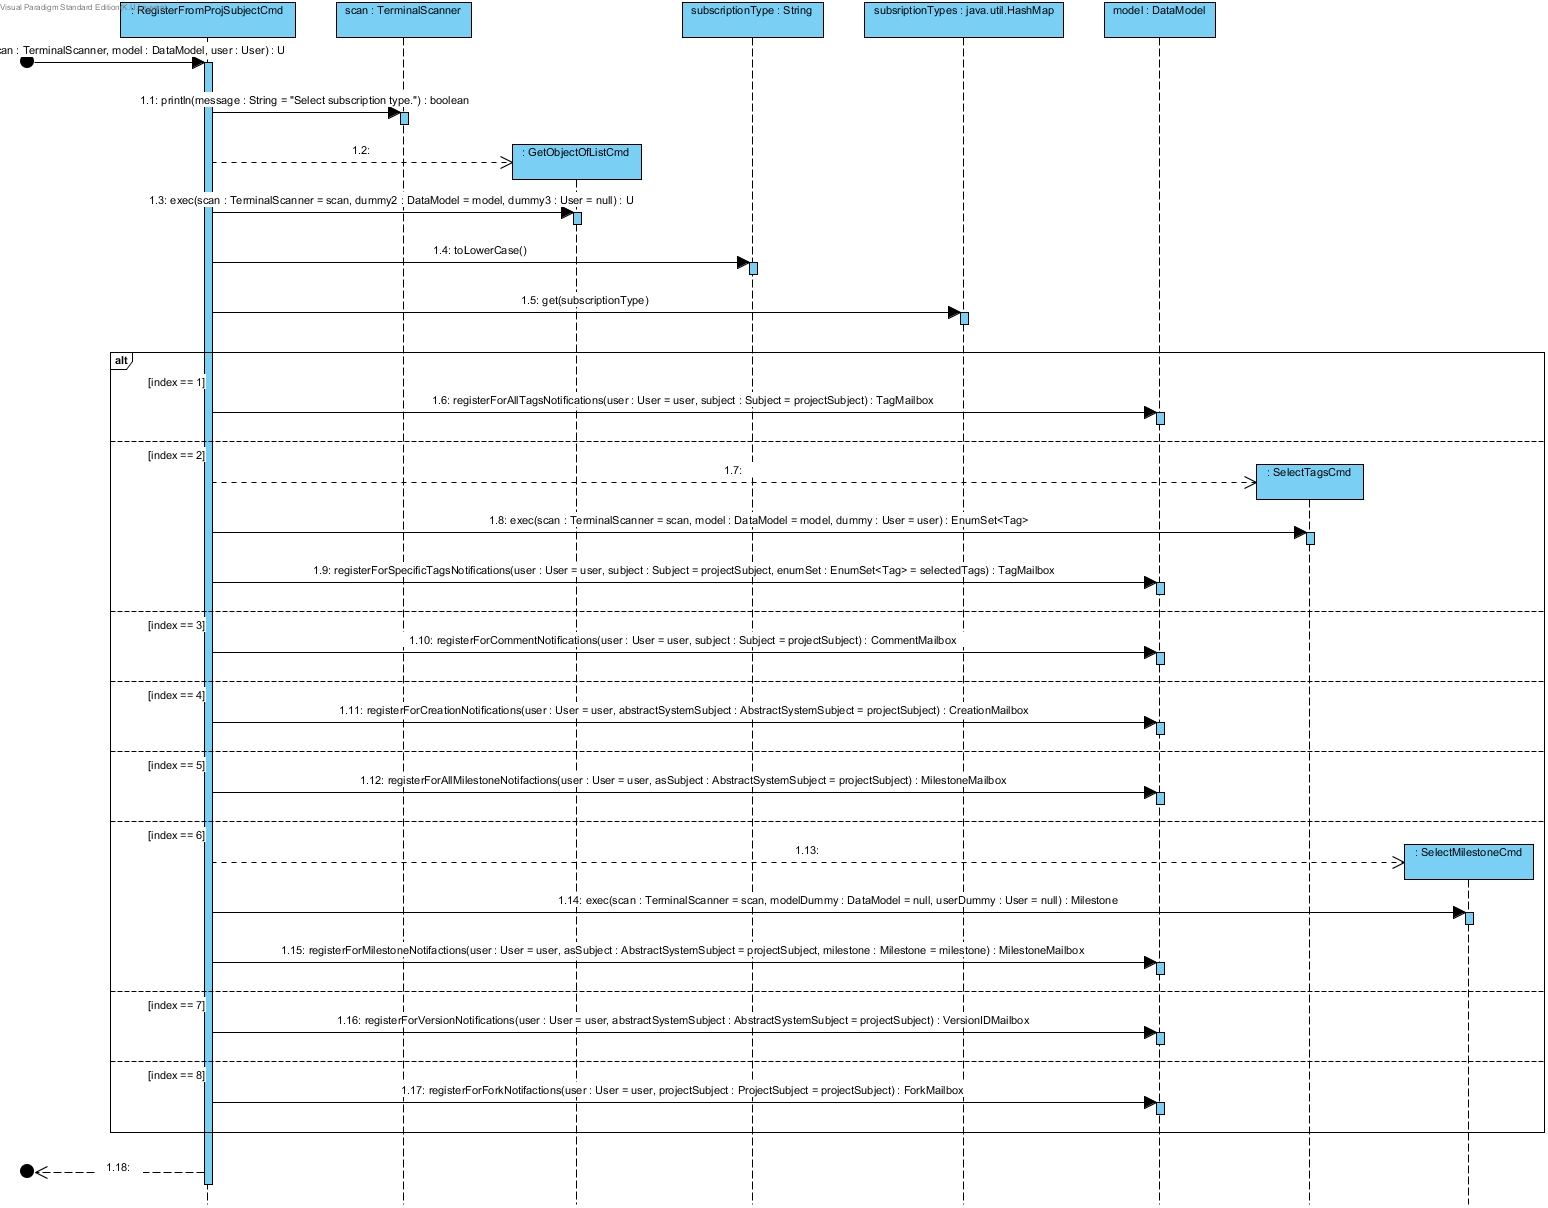 Visual Paradigm Standard Edition
: RegisterFromProjSubjectCmd
scan : TerminalScanner
subscriptionType : String
subsriptionTypes : java.util.HashMap
model : DataModel
can : TerminalScanner, model : DataModel, user : User) : U
1.1: println(message : String = "Select subscription type.") : boolean
1.2:
: GetObjectOfListCmd
1.3: exec(scan : TerminalScanner = scan, dummy2 : DataModel = model, dummy3 : User = null) : U
1.4: toLowerCase()
1.5: get(subscriptionType)
alt
[index == 1]
1.6: registerForAllTagsNotifications(user : User = user, subject : Subject = projectSubject) : TagMailbox
[index == 2]
1.7:
: SelectTagsCmd
1.8: exec(scan : TerminalScanner = scan, model : DataModel = model, dummy : User = user) : EnumSet<Tag>
1.9: registerForSpecificTagsNotifications(user : User = user, subject : Subject = projectSubject, enumSet : EnumSet<Tag> = selectedTags) : TagMailbox
[index == 3]
1.10: registerForCommentNotifications(user : User = user, subject : Subject = projectSubject) : CommentMailbox
[index == 4]
1.11: registerForCreationNotifications(user : User = user, abstractSystemSubject : AbstractSystemSubject = projectSubject) : CreationMailbox
[index == 5]
1.12: registerForAllMilestoneNotifactions(user : User = user, asSubject : AbstractSystemSubject = projectSubject) : MilestoneMailbox
[index == 6]
1.13:
: SelectMilestoneCmd
1.14: exec(scan : TerminalScanner = scan, modelDummy : DataModel = null, userDummy : User = null) : Milestone
1.15: registerForMilestoneNotifactions(user : User = user, asSubject : AbstractSystemSubject = projectSubject, milestone : Milestone = milestone) : MilestoneMailbox
[index == 7]
1.16: registerForVersionNotifications(user : User = user, abstractSystemSubject : AbstractSystemSubject = projectSubject) : VersionIDMailbox
[index == 8]
1.17: registerForForkNotifactions(user : User = user, projectSubject : ProjectSubject = projectSubject) : ForkMailbox
1.18: